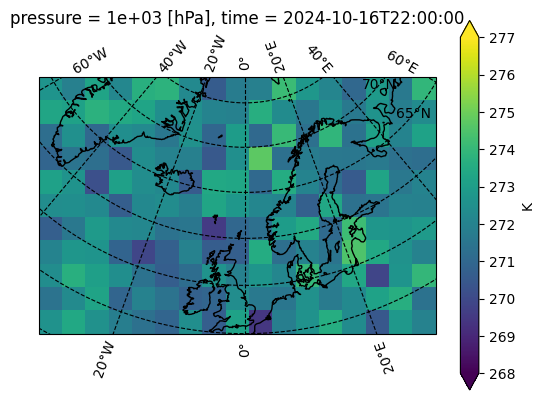 pressure = 1e+03 [hPa], time = 2024-10-16T22:00:00
60°W 40°W 20°W 0° 20°E 40°E 60°E
70°N
65°N
20°W 0° 20°E
277
276
275
274
273
272
271
270
269
268
K